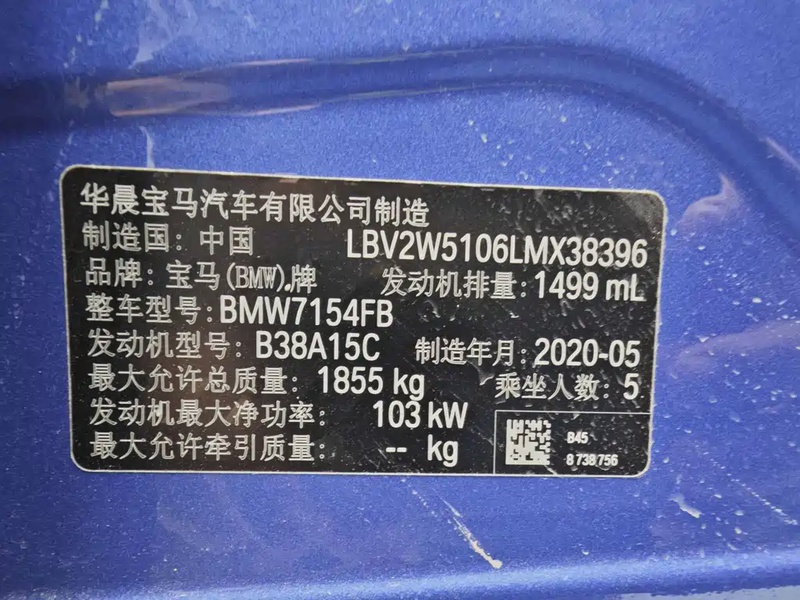 华晨宝马汽车有限公司制造
制造国: 中国 LBV2W5106LMX38396
品牌: 宝马(BMW).牌 发动机排量: 1499 mL
整车型号: BMW7154FB
发动机型号: B38A15C 制造年月: 2020-05
最大允许总质量: 1855 kg 乘坐人数: 5
发动机最大净功率: 103 kW
最大允许牵引质量: -- kg
B45
8 738 756